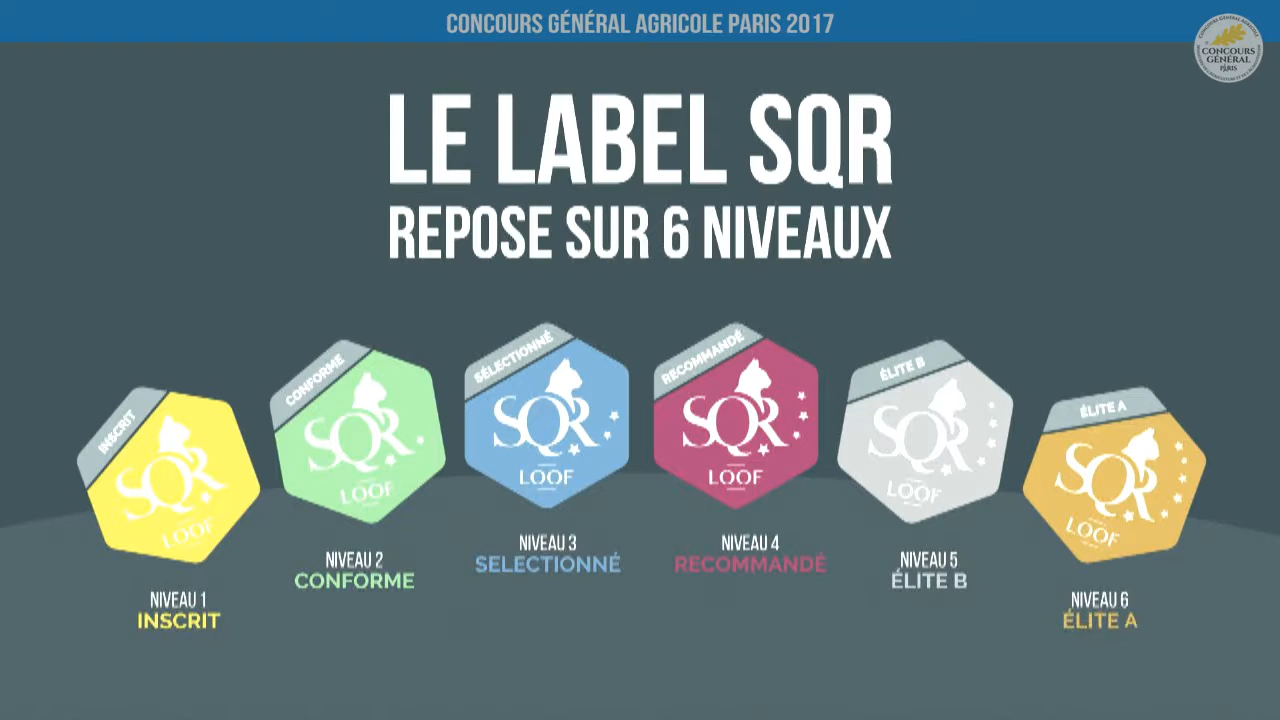 CONCOURS GÉNÉRAL AGRICOLE PARIS 2017
CONCOURS
GÉNÉRAL
PARIS
LE LABEL SQR
REPOSE SUR 6 NIVEAUX
INSCRIT
SQR
LOOF
CONFORME
SQR
LOOF
SÉLECTIONNÉ
SQR
LOOF
RECOMMANDÉ
SQR
LOOF
ÉLITE B
SQR
LOOF
ÉLITE A
SQR
LOOF
NIVEAU 1
INSCRIT
NIVEAU 2
CONFORME
NIVEAU 3
SELECTIONNÉ
NIVEAU 4
RECOMMANDÉ
NIVEAU 5
ÉLITE B
NIVEAU 6
ÉLITE A